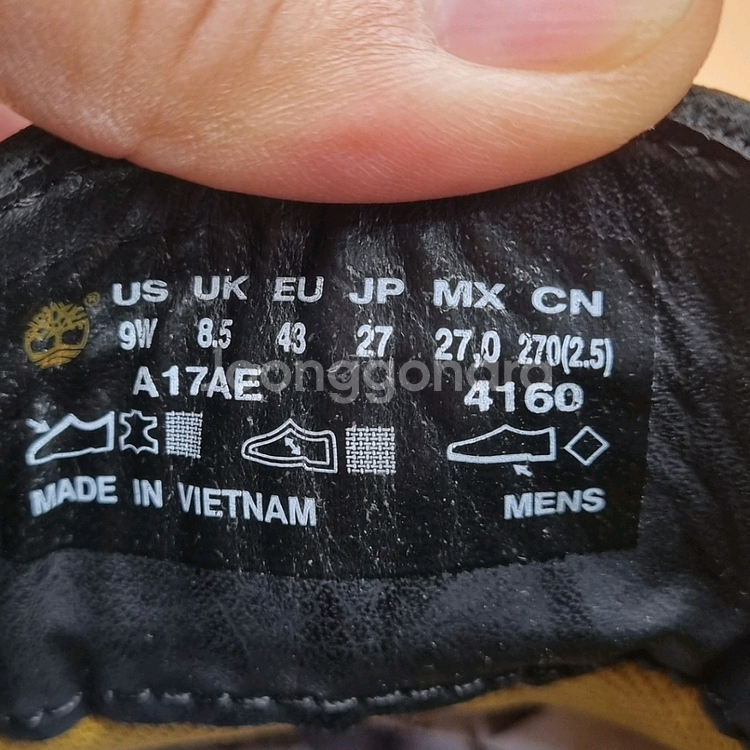 US UK EU JP MX CN
9W 8.5 43 27 27.0 270(2.5)
Joonggonara
A17AE 4160
MADE IN VIETNAM MENS